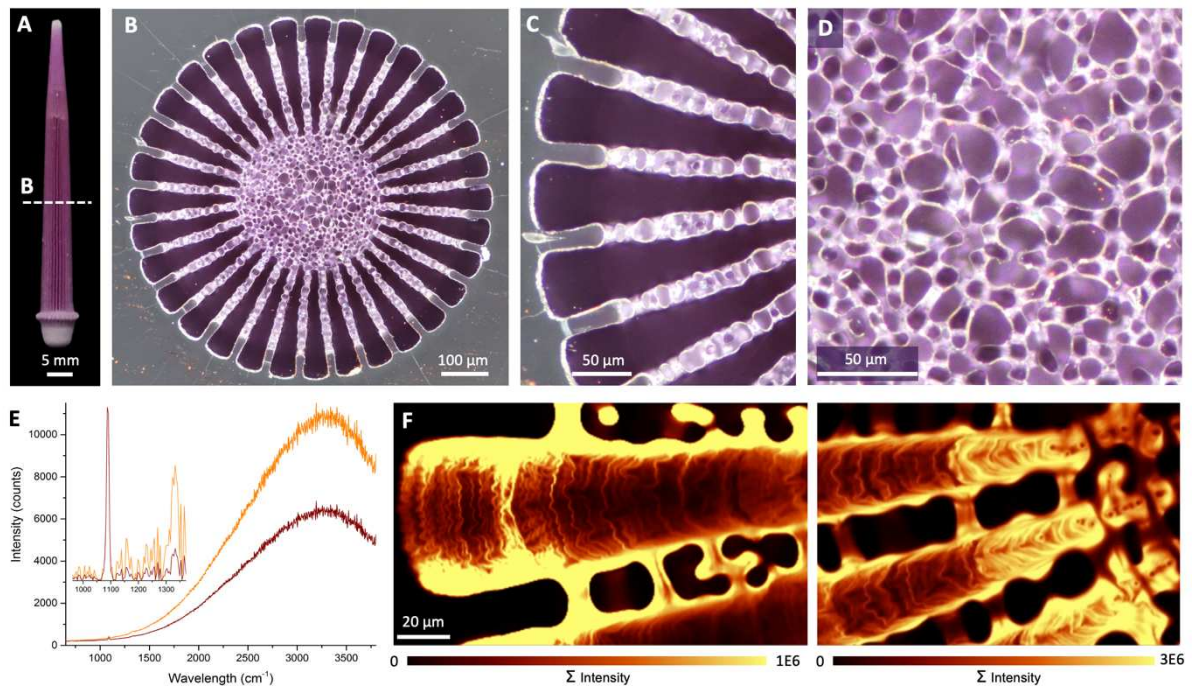 A
B
5 mm
B
100 µm
C
50 µm
D
50 µm
E
Intensity (counts)
10000
8000
6000
4000
2000
0
1000
1100
1200
1300
1000
1500
2000
2500
3000
3500
Wavelength (cm⁻¹)
F
20 µm
0
1E6
Σ Intensity
0
3E6
Σ Intensity